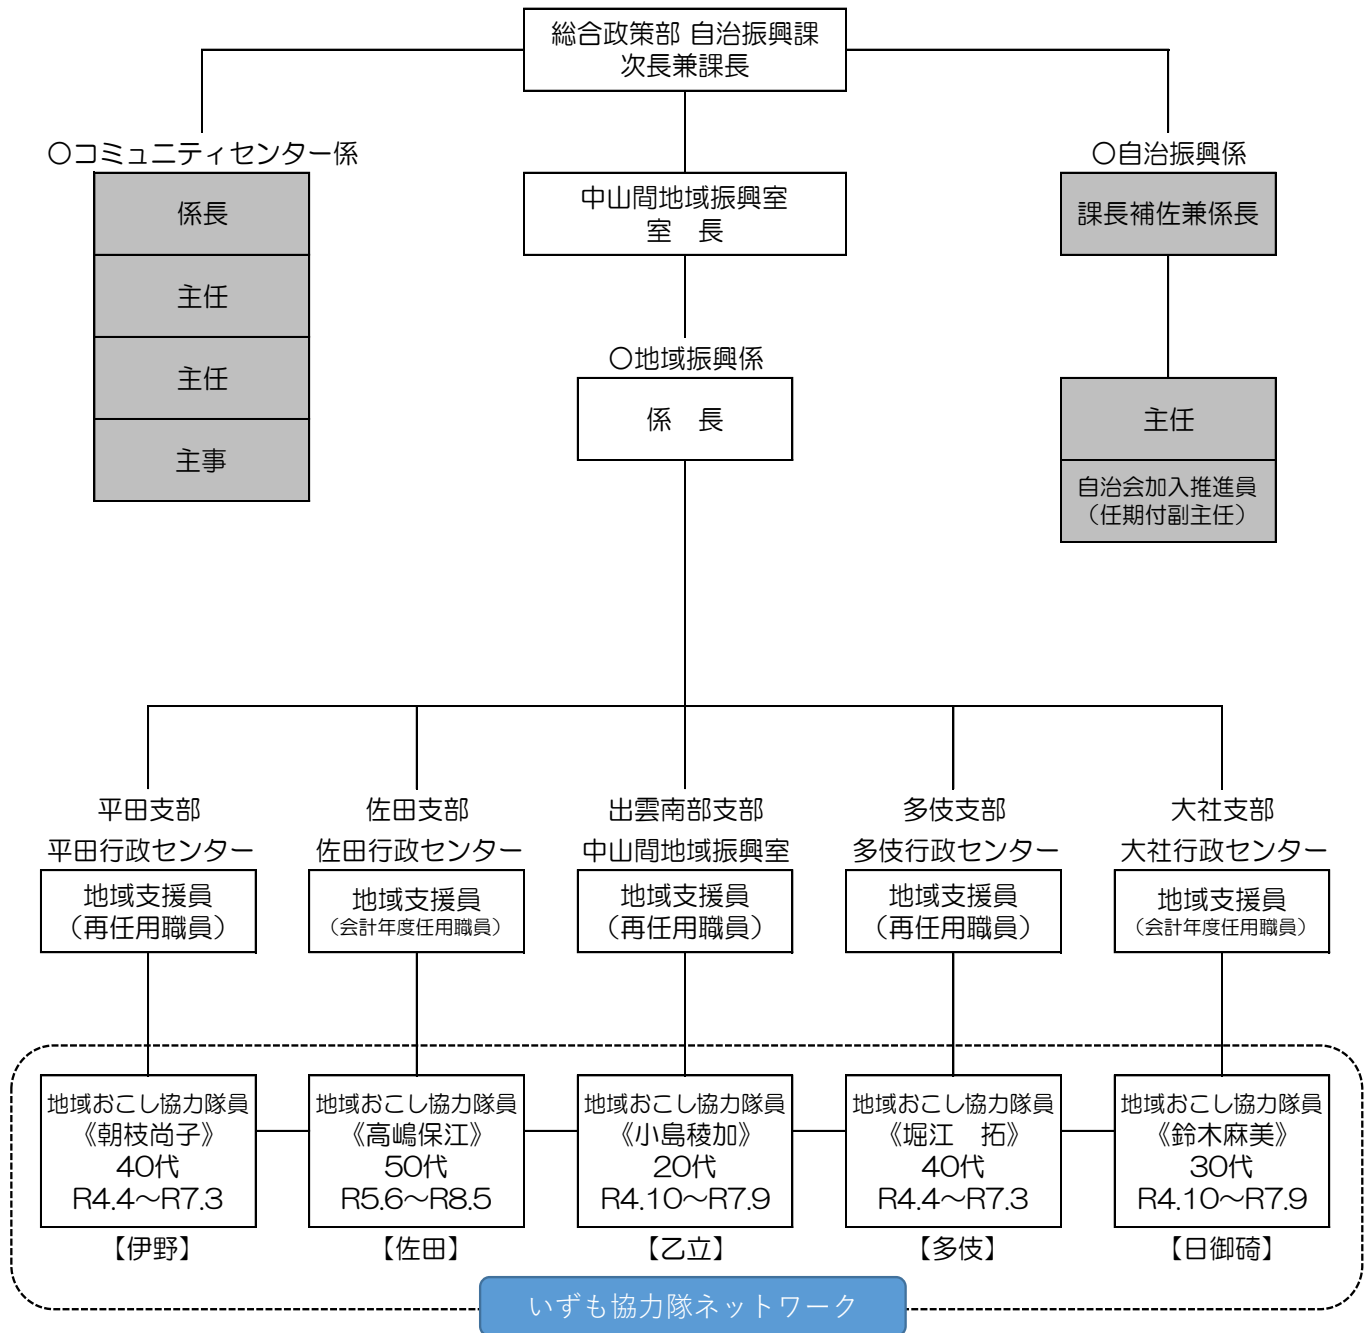 総合政策部 自治振興課
次長兼課長
〇コミュニティセンター係
係長
主任
主任
主事
中山間地域振興室
室　長
〇地域振興係
係　長
〇自治振興係
課長補佐兼係長
主任
自治会加入推進員
（任期付副主任）
平田支部
平田行政センター
地域支援員
（再任用職員）
佐田支部
佐田行政センター
地域支援員
（会計年度任用職員）
出雲南部支部
中山間地域振興室
地域支援員
（再任用職員）
多伎支部
多伎行政センター
地域支援員
（再任用職員）
大社支部
大社行政センター
地域支援員
（会計年度任用職員）
地域おこし協力隊員
《朝枝尚子》
40代
R4.4～R7.3
【伊野】
地域おこし協力隊員
《高嶋保江》
50代
R5.6～R8.5
【佐田】
地域おこし協力隊員
《小島稜加》
20代
R4.10～R7.9
【乙立】
地域おこし協力隊員
《堀江　拓》
40代
R4.4～R7.3
【多伎】
地域おこし協力隊員
《鈴木麻美》
30代
R4.10～R7.9
【日御碕】
いずも協力隊ネットワーク